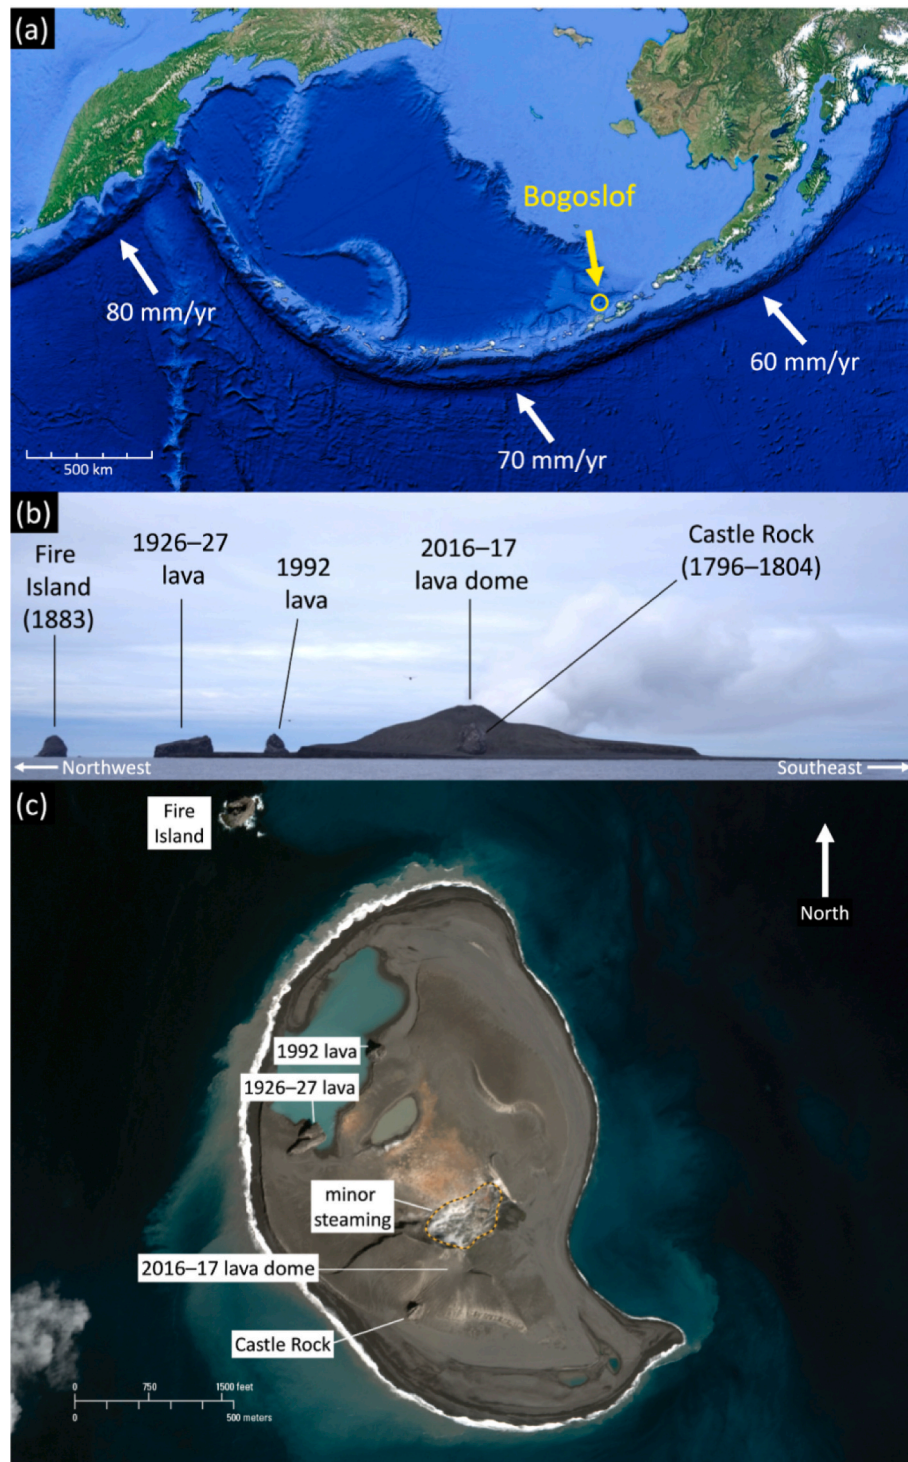 (a)
Bogoslof
80 mm/yr
60 mm/yr
70 mm/yr
500 km
(b)
Fire
Island
(1883)
1926–27
lava
1992
lava
2016–17
lava dome
Castle Rock
(1796–1804)
Northwest
Southeast
(c)
Fire
Island
North
1992 lava
1926–27 lava
minor
steaming
2016–17 lava dome
Castle Rock
0 750 1500 feet
0 500 meters